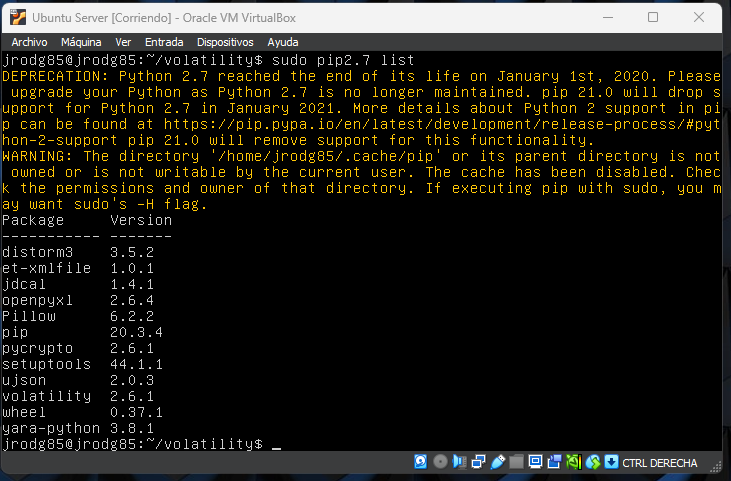 Ubuntu Server [Corriendo] - Oracle VM VirtualBox
Archivo Máquina Ver Entrada Dispositivos Ayuda
jrodg85@jrodg85:~/volatility$ sudo pip2.7 list
DEPRECATION: Python 2.7 reached the end of its life on January 1st, 2020. Please
 upgrade your Python as Python 2.7 is no longer maintained. pip 21.0 will drop s
upport for Python 2.7 in January 2021. More details about Python 2 support in pi
p can be found at https://pip.pypa.io/en/latest/development/release-process/#pyt
hon-2-support pip 21.0 will remove support for this functionality.
WARNING: The directory '/home/jrodg85/.cache/pip' or its parent directory is not
 owned or is not writable by the current user. The cache has been disabled. Chec
k the permissions and owner of that directory. If executing pip with sudo, you m
ay want sudo's -H flag.
Package     Version
----------- -------
distorm3    3.5.2
et-xmlfile  1.0.1
jdcal       1.4.1
openpyxl    2.6.4
Pillow      6.2.2
pip         20.3.4
pycrypto    2.6.1
setuptools  44.1.1
ujson       2.0.3
volatility  2.6.1
wheel       0.37.1
yara-python 3.8.1
jrodg85@jrodg85:~/volatility$ _
CTRL DERECHA